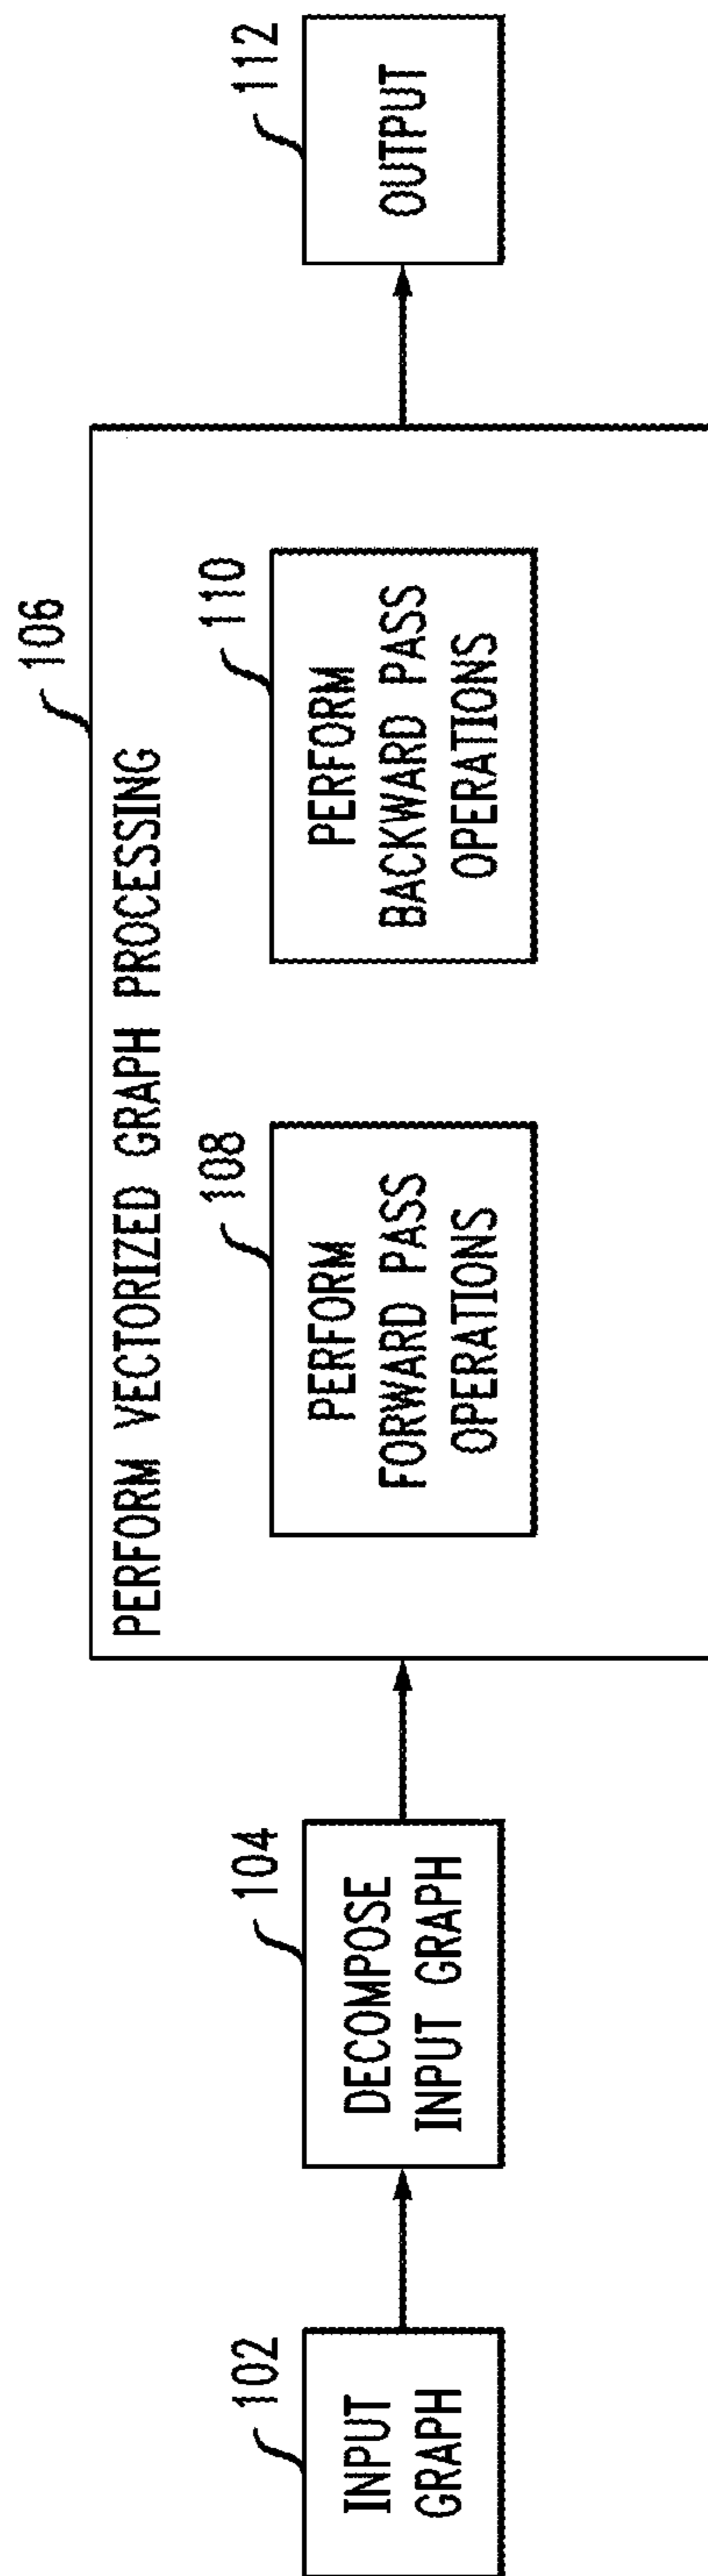 102
INPUT
GRAPH
104
DECOMPOSE
INPUT GRAPH
106
PERFORM VECTORIZED GRAPH PROCESSING
108
PERFORM
FORWARD PASS
OPERATIONS
110
PERFORM
BACKWARD PASS
OPERATIONS
112
OUTPUT